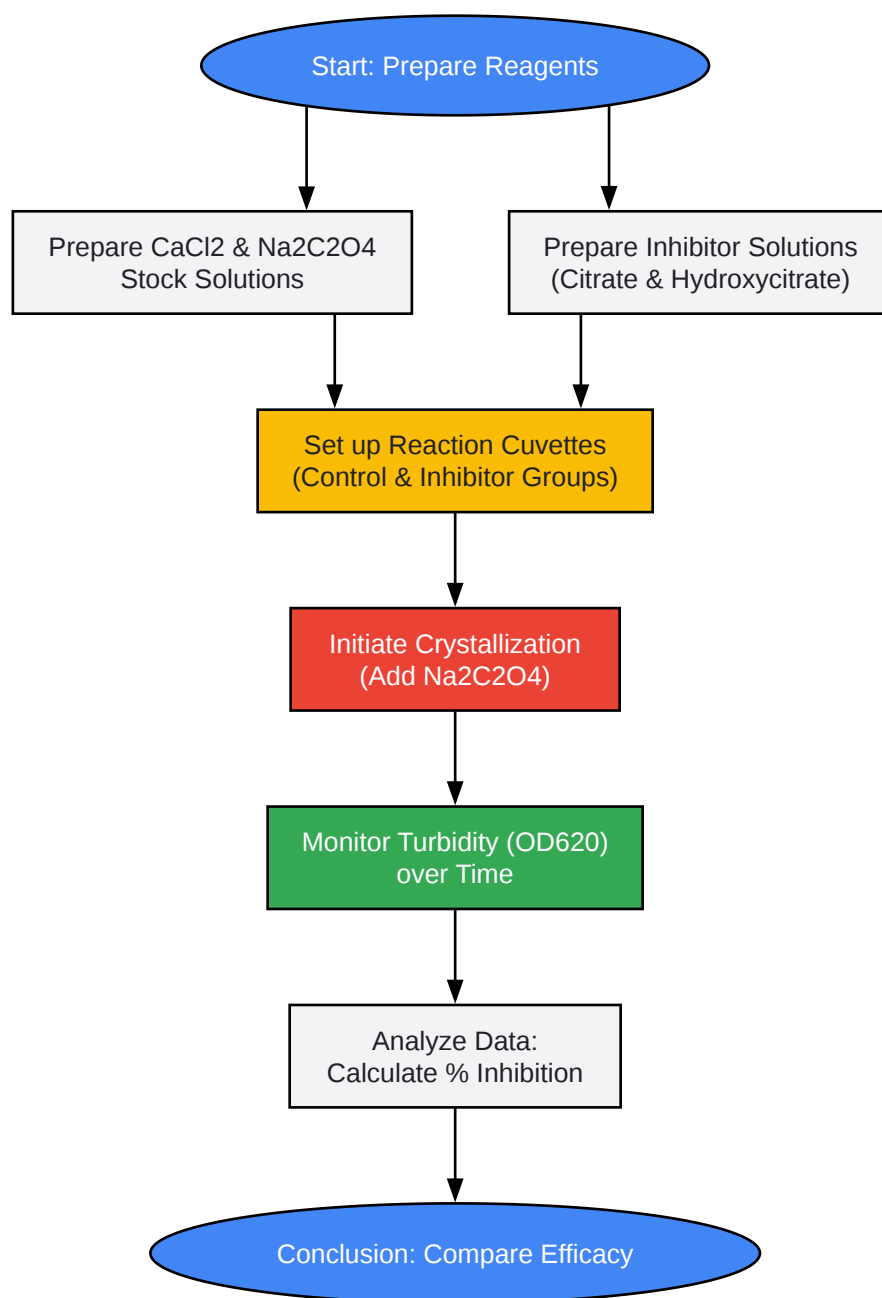 Start: Prepare Reagents
Prepare CaCl2 & Na2C2O4
Stock Solutions
Prepare Inhibitor Solutions
(Citrate & Hydroxycitrate)
Set up Reaction Cuvettes
(Control & Inhibitor Groups)
Initiate Crystallization
(Add Na2C2O4)
Monitor Turbidity (OD620)
over Time
Analyze Data:
Calculate % Inhibition
Conclusion: Compare Efficacy